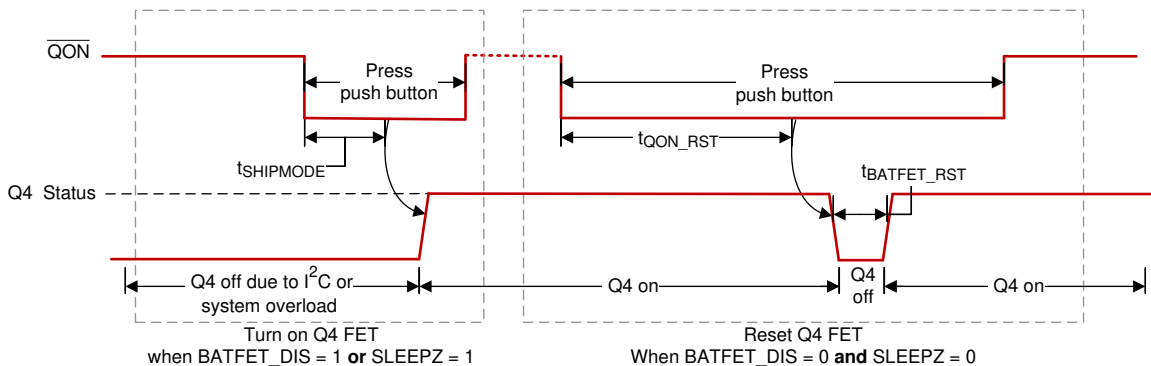 QON
Press
push button
Press
push button
tSHIPMODE
tQON_RST
tBATFET_RST
Q4 Status
Q4 off due to I2C or
system overload
Q4 on
Q4
off
Q4 on
Turn on Q4 FET
when BATFET_DIS = 1 or SLEEPZ = 1
Reset Q4 FET
When BATFET_DIS = 0 and SLEEPZ = 0